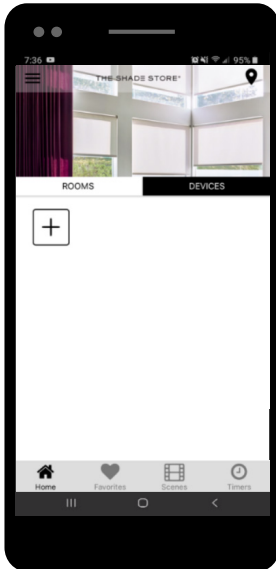 7:36 95%
THE SHADE STORE®
ROOMS DEVICES
Home Favorites Scenes Timers